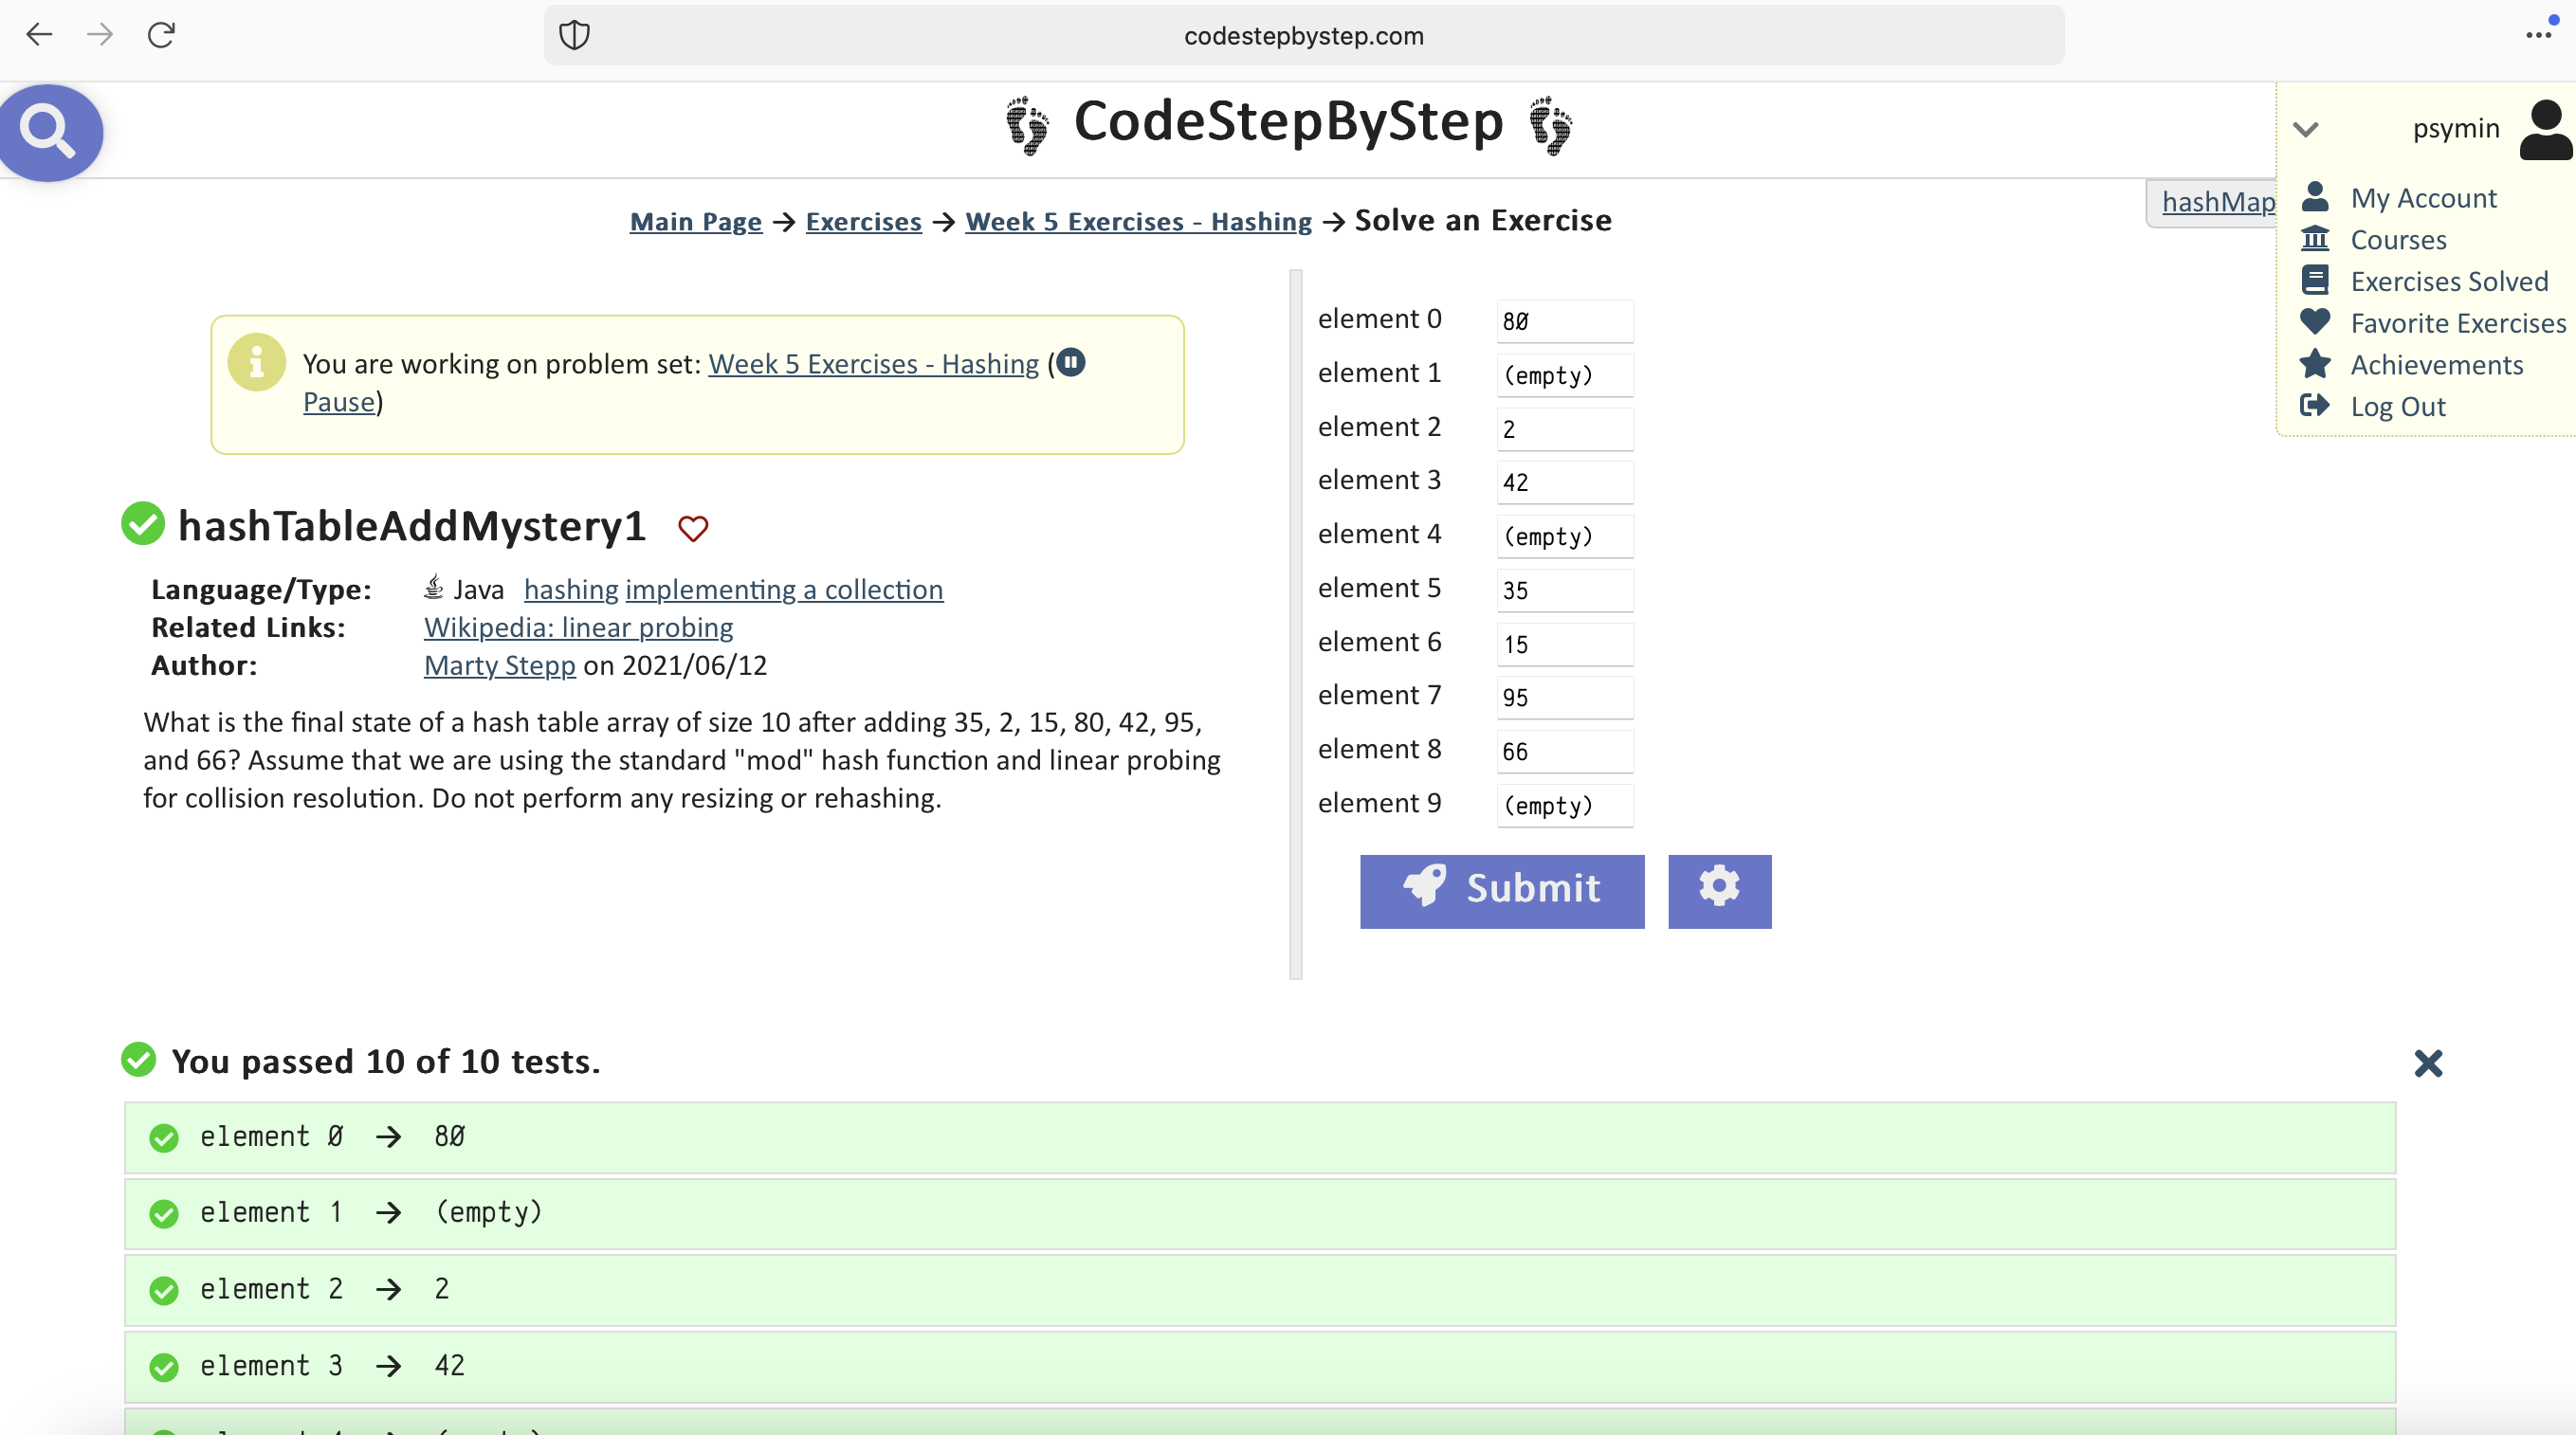 codestepbystep.com
CodeStepByStep
psymin
My Account
Courses
Exercises Solved
Favorite Exercises
Achievements
Log Out
hashMap
Main Page → Exercises → Week 5 Exercises - Hashing → Solve an Exercise
You are working on problem set: Week 5 Exercises - Hashing (
Pause)
hashTableAddMystery1
Language/Type: Java hashing implementing a collection
Related Links: Wikipedia: linear probing
Author: Marty Stepp on 2021/06/12
What is the final state of a hash table array of size 10 after adding 35, 2, 15, 80, 42, 95,
and 66? Assume that we are using the standard "mod" hash function and linear probing
for collision resolution. Do not perform any resizing or rehashing.
element 0 80
element 1 (empty)
element 2 2
element 3 42
element 4 (empty)
element 5 35
element 6 15
element 7 95
element 8 66
element 9 (empty)
Submit
You passed 10 of 10 tests.
element 0 → 80
element 1 → (empty)
element 2 → 2
element 3 → 42